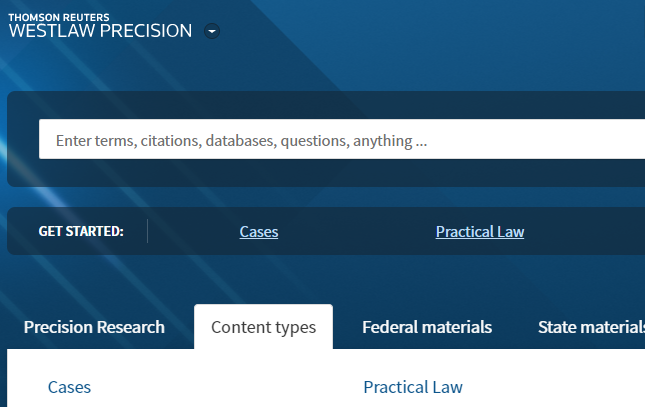 THOMSON REUTERS
WESTLAW PRECISION
Enter terms, citations, databases, questions, anything ...
GET STARTED: Cases Practical Law
Precision Research Content types Federal materials State materials
Cases Practical Law